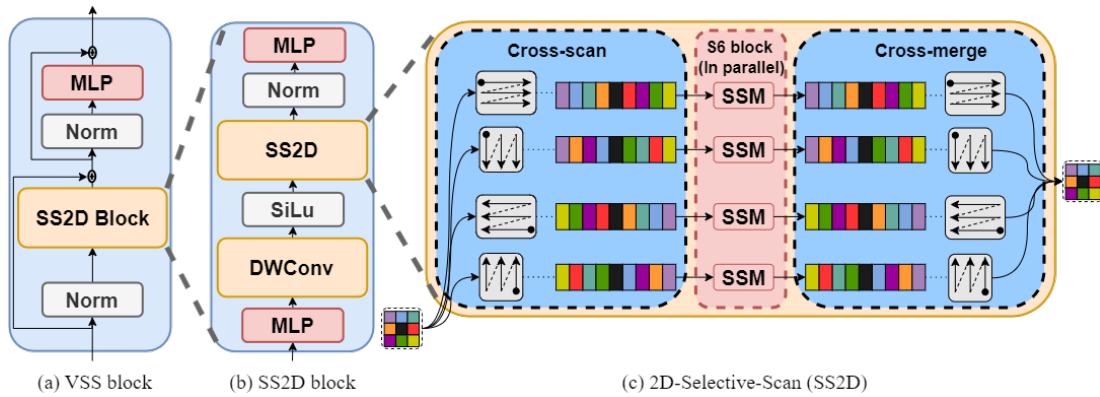 MLP
Norm
SS2D Block
Norm
(a) VSS block
MLP
Norm
SS2D
SiLu
DWConv
MLP
(b) SS2D block
Cross-scan
S6 block
(In parallel)
Cross-merge
SSM
SSM
SSM
SSM
(c) 2D-Selective-Scan (SS2D)